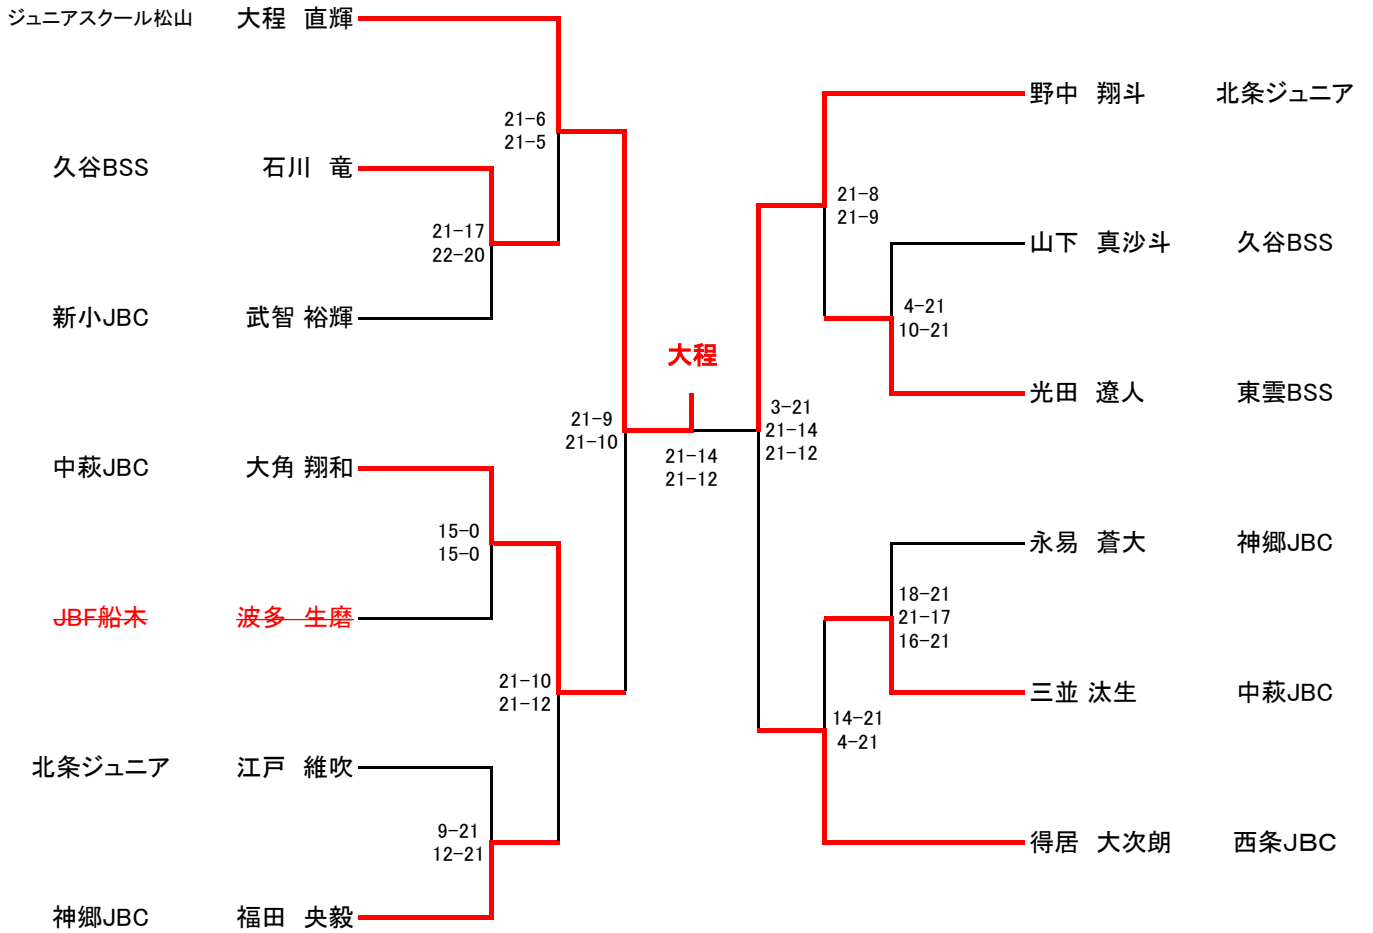 ジュニアスクール松山 大程 直輝
21-6
21-5
久谷BSS 石川 竜
21-17
22-20
新小JBC 武智 裕輝
中萩JBC 大角 翔和
15-0
15-0
JBF船木 波多 生磨
21-10
21-12
北条ジュニア 江戸 維吹
9-21
12-21
神郷JBC 福田 央毅
21-9
21-10
大程
21-14
21-12
3-21
21-14
21-12
野中 翔斗 北条ジュニア
21-8
21-9
山下 真沙斗 久谷BSS
4-21
10-21
光田 遼人 東雲BSS
永易 蒼大 神郷JBC
18-21
21-17
16-21
三並 汰生 中萩JBC
14-21
4-21
得居 大次朗 西条JBC